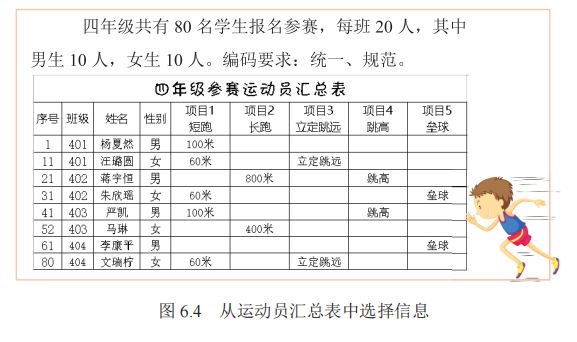 四年级共有 80 名学生报名参赛，每班 20 人，其中
男生 10 人，女生 10 人。编码要求：统一、规范。
四年级参赛运动员汇总表
序号 班级 姓名 性别 项目1 短跑 项目2 长跑 项目3 立定跳远 项目4 跳高 项目5 垒球
1 401 杨夏然 男 100米
11 401 汪璐圆 女 60米 立定跳远
21 402 蒋宇恒 男 800米 跳高
31 402 朱欣瑶 女 60米 垒球
41 403 严凯 男 100米 跳高
52 403 马琳 女 400米
61 404 李康平 男 垒球
80 404 文瑞柠 女 60米 立定跳远
图 6.4 从运动员汇总表中选择信息